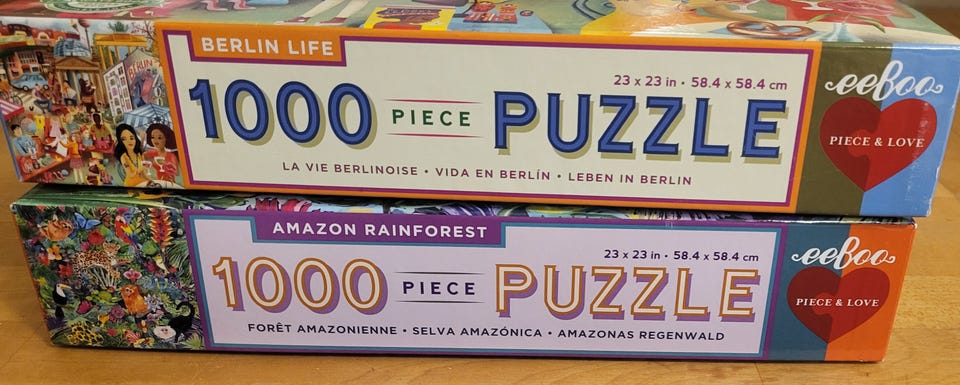 BERLIN LIFE
23 x 23 in • 58.4 x 58.4 cm
1000 PIECE PUZZLE
LA VIE BERLINOISE • VIDA EN BERLÍN • LEBEN IN BERLIN
BERLIN
eeboo
PIECE & LOVE
AMAZON RAINFOREST
23 x 23 in • 58.4 x 58.4 cm
1000 PIECE PUZZLE
FORÊT AMAZONIENNE • SELVA AMAZÓNICA • AMAZONAS REGENWALD
eeboo
PIECE & LOVE